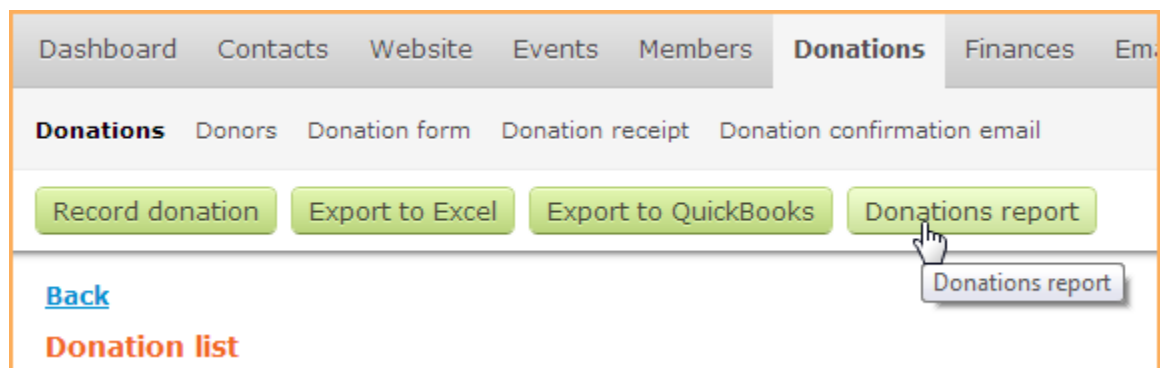 Dashboard Contacts Website Events Members Donations Finances
Donations Donors Donation form Donation receipt Donation confirmation email
Record donation Export to Excel Export to QuickBooks Donations report
Donations report
Back
Donation list